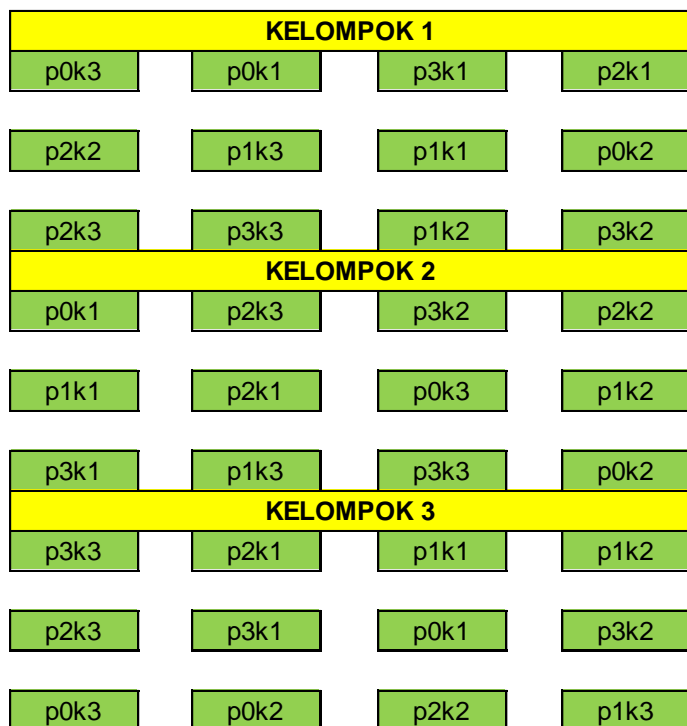 KELOMPOK 1
p0k3 p0k1 p3k1 p2k1
p2k2 p1k3 p1k1 p0k2
p2k3 p3k3 p1k2 p3k2
KELOMPOK 2
p0k1 p2k3 p3k2 p2k2
p1k1 p2k1 p0k3 p1k2
p3k1 p1k3 p3k3 p0k2
KELOMPOK 3
p3k3 p2k1 p1k1 p1k2
p2k3 p3k1 p0k1 p3k2
p0k3 p0k2 p2k2 p1k3